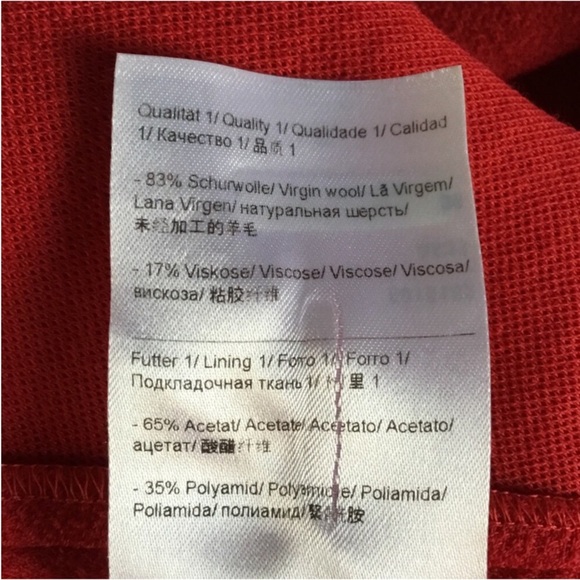 Qualität 1/ Quality 1/ Qualidade 1/ Calidad
1/ Качество 1/ 品质 1
- 83% Schurwolle/ Virgin wool/ Lã Virgem/
Lana Virgen/ натуральная шерсть/
未经加工的羊毛
- 17% Viskose/ Viscose/ Viscose/ Viscosa/
вискоза/ 粘胶纤维
Futter 1/ Lining 1/ Forro 1/ Forro 1/
Подкладочная ткань 1/ 里 1
- 65% Acetat/ Acetate/ Acetato/ Acetato/
ацетат/ 酸醋纤维
- 35% Polyamid/ Polyamide/ Poliamida/
Poliamida/ полиамид/